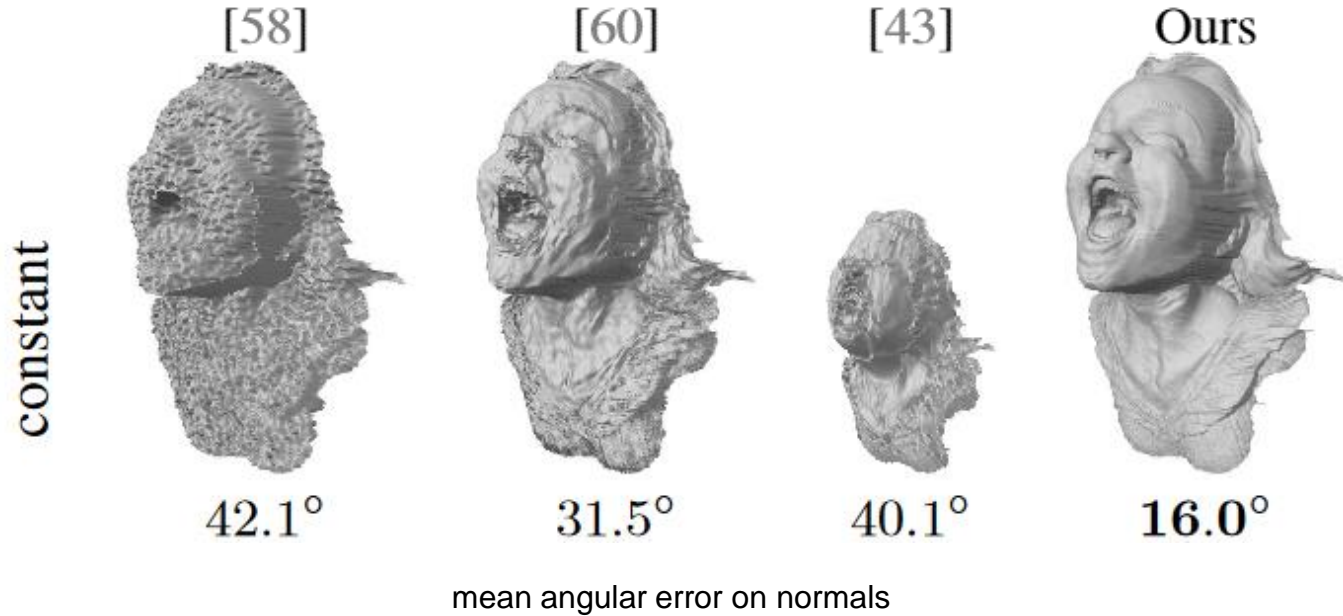 [58] [60] [43] Ours
constant
42.1° 31.5° 40.1° 16.0°
mean angular error on normals